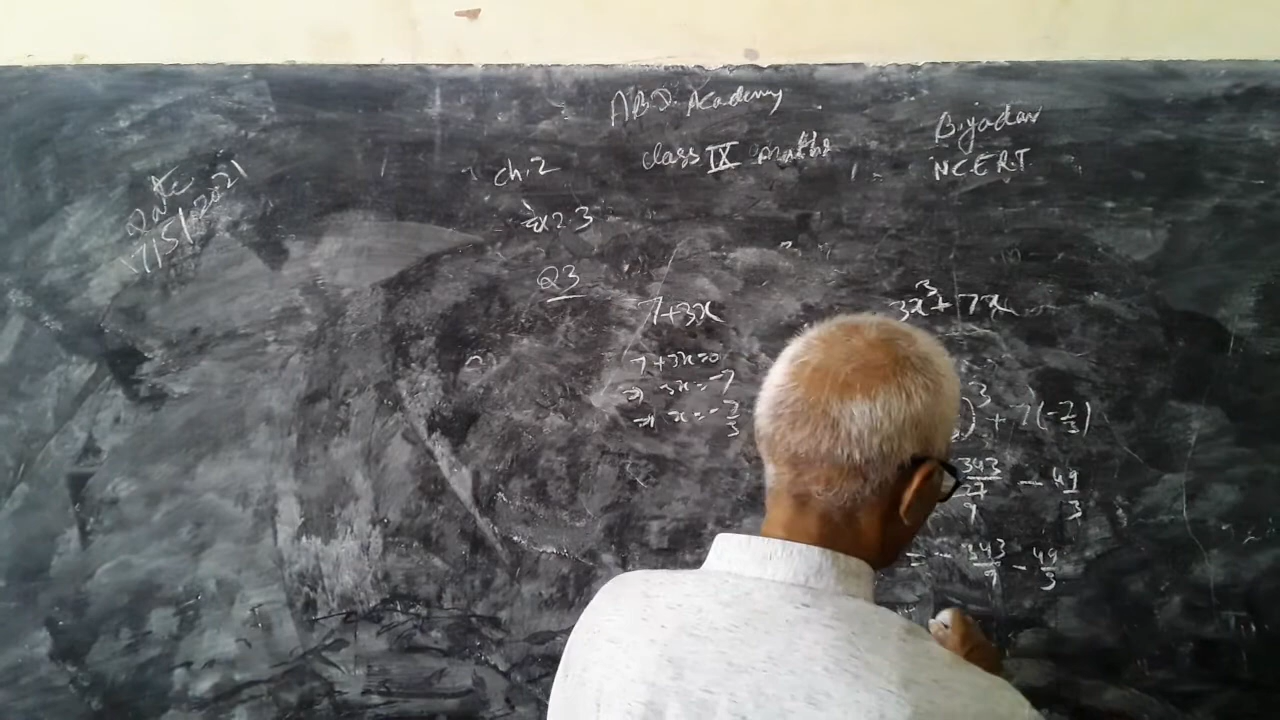 ABD. Academy
class IX maths
B. yadav
NCERT
Date
17/5/2021
ch. 2
Ex 2.3
Q3
7+3x
7+3x=0
⇒ 3x=-7
⇒ x=-7/3
3x³+7x
)³+7(-7/3)
343/27 - 49/3
9
= - 343/9 - 49/3